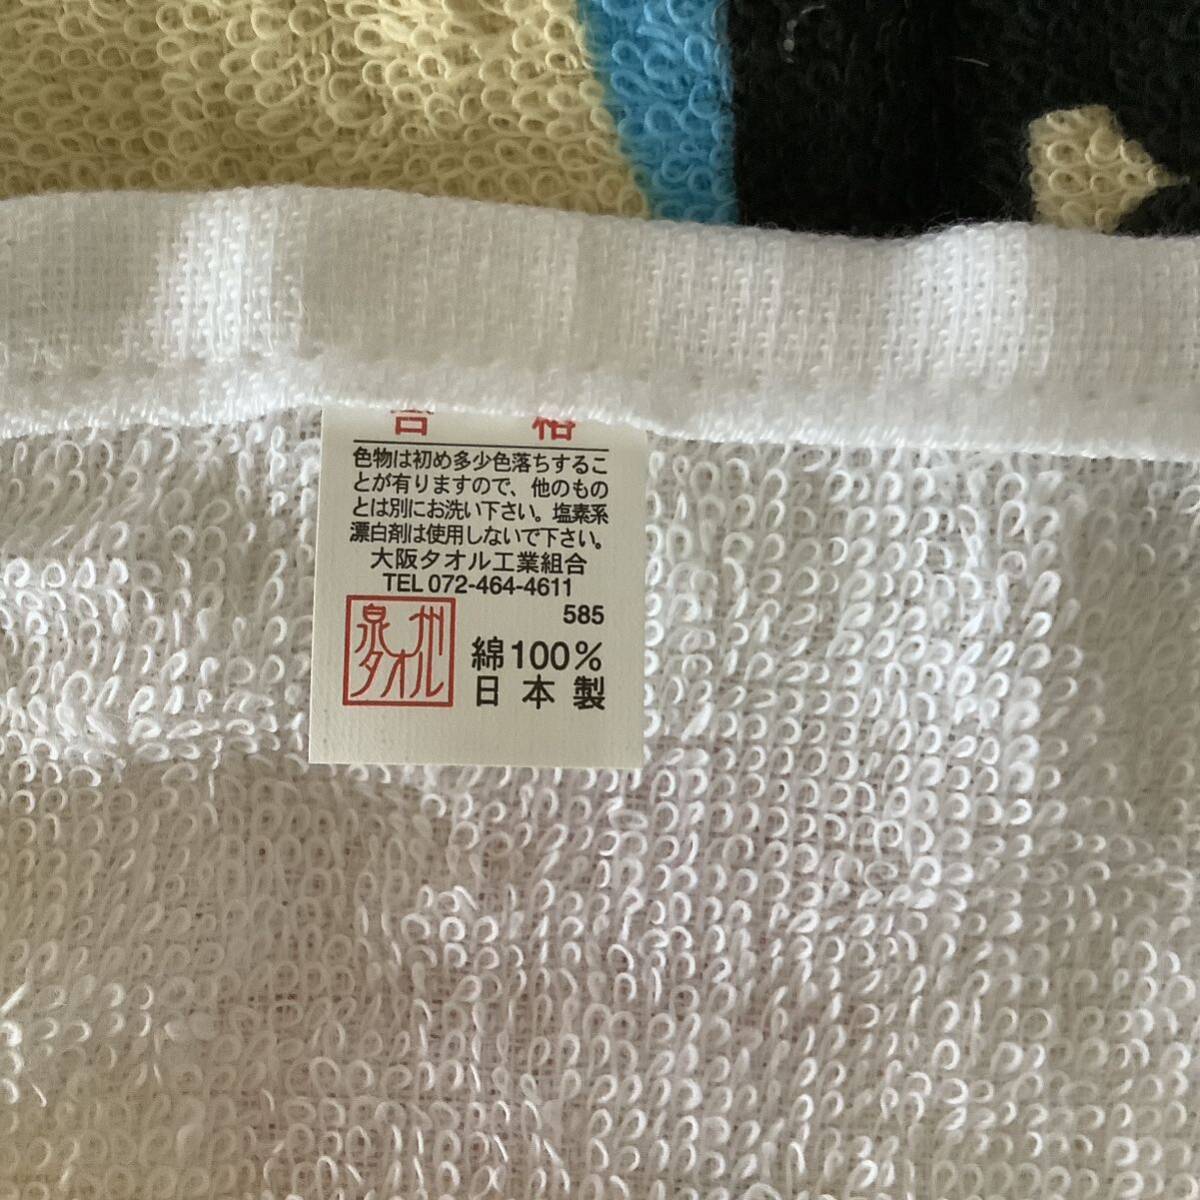 合格
色物は初め多少色落ちするこ
とが有りますので、他のもの
とは別にお洗い下さい。塩素系
漂白剤は使用しないで下さい。
大阪タオル工業組合
TEL 072-464-4611
585
泉州
タオル
綿100%
日本製